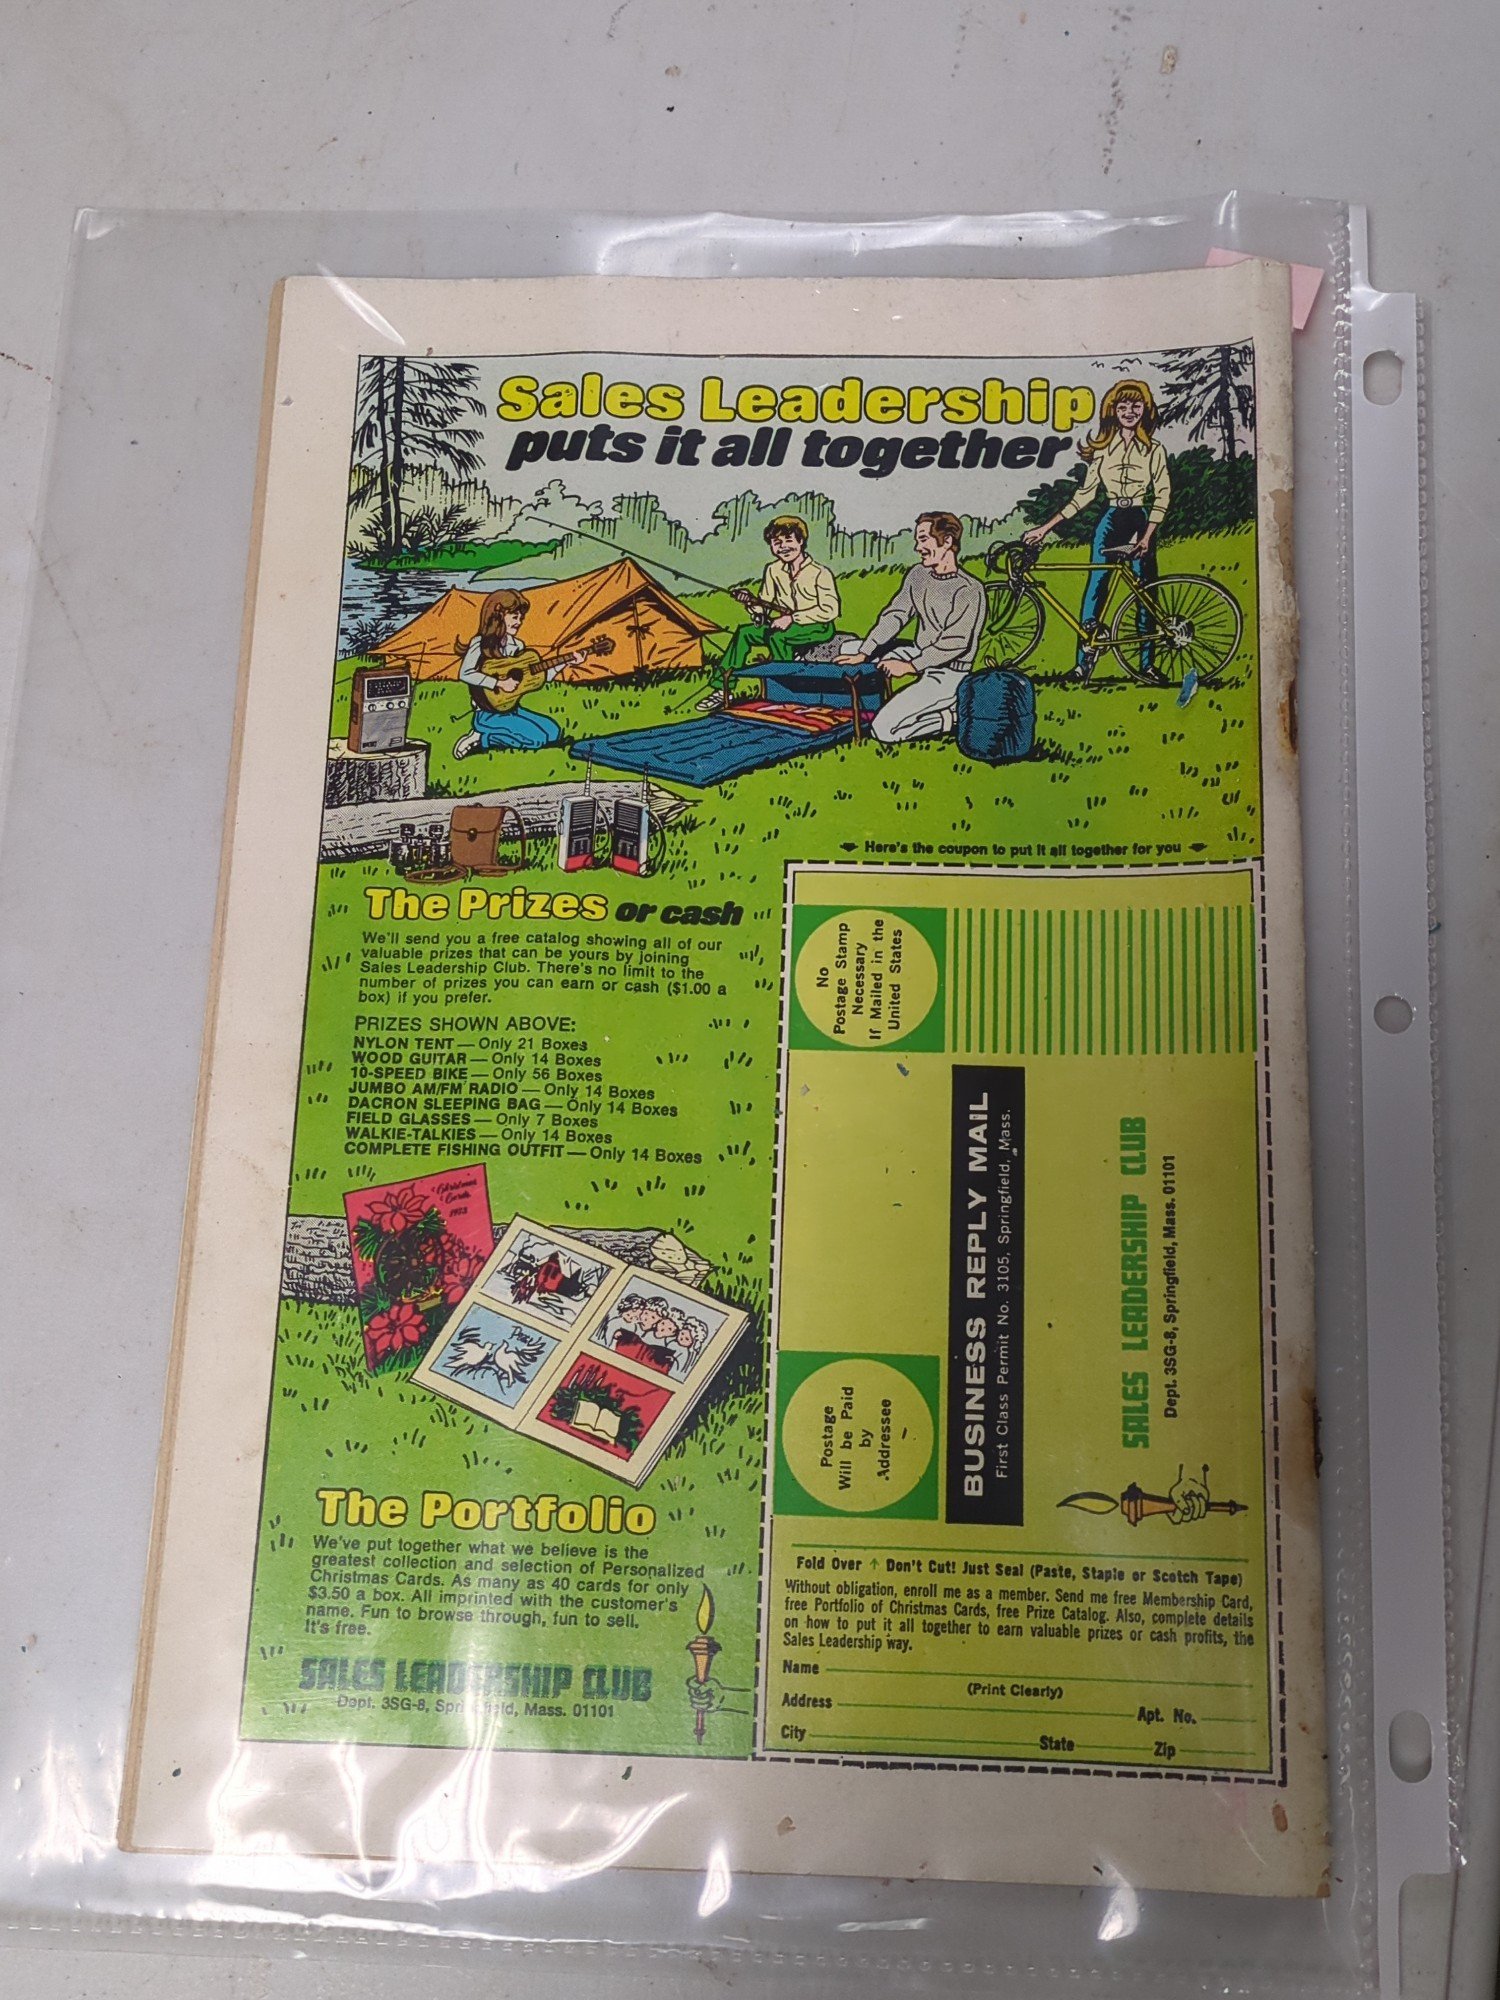 Sales Leadership
puts it all together
Here's the coupon to put it all together for you
The Prizes or cash
We'll send you a free catalog showing all of our
valuable prizes that can be yours by joining
Sales Leadership Club. There's no limit to the
number of prizes you can earn or cash ($1.00 a
box) if you prefer.
PRIZES SHOWN ABOVE:
NYLON TENT — Only 21 Boxes
WOOD GUITAR — Only 14 Boxes
10-SPEED BIKE — Only 56 Boxes
JUMBO AM/FM RADIO — Only 14 Boxes
DACRON SLEEPING BAG — Only 14 Boxes
FIELD GLASSES — Only 7 Boxes
WALKIE-TALKIES — Only 14 Boxes
COMPLETE FISHING OUTFIT — Only 14 Boxes
Christmas
Cards
1973
Peace
The Portfolio
We've put together what we believe is the
greatest collection and selection of Personalized
Christmas Cards. As many as 40 cards for only
$3.50 a box. All imprinted with the customer's
name. Fun to browse through, fun to sell.
It's free.
SALES LEADERSHIP CLUB
Dept. 3SG-8, Springfield, Mass. 01101
No
Postage Stamp
Necessary
If Mailed in the
United States
Postage
Will be Paid
by
Addressee
BUSINESS REPLY MAIL
First Class Permit No. 3105, Springfield, Mass.
SALES LEADERSHIP CLUB
Dept. 3SG-8, Springfield, Mass. 01101
Fold Over ↑ Don't Cut! Just Seal (Paste, Staple or Scotch Tape)
Without obligation, enroll me as a member. Send me free Membership Card,
free Portfolio of Christmas Cards, free Prize Catalog. Also, complete details
on how to put it all together to earn valuable prizes or cash profits, the
Sales Leadership way.
Name
(Print Clearly)
Address Apt. No.
City State Zip